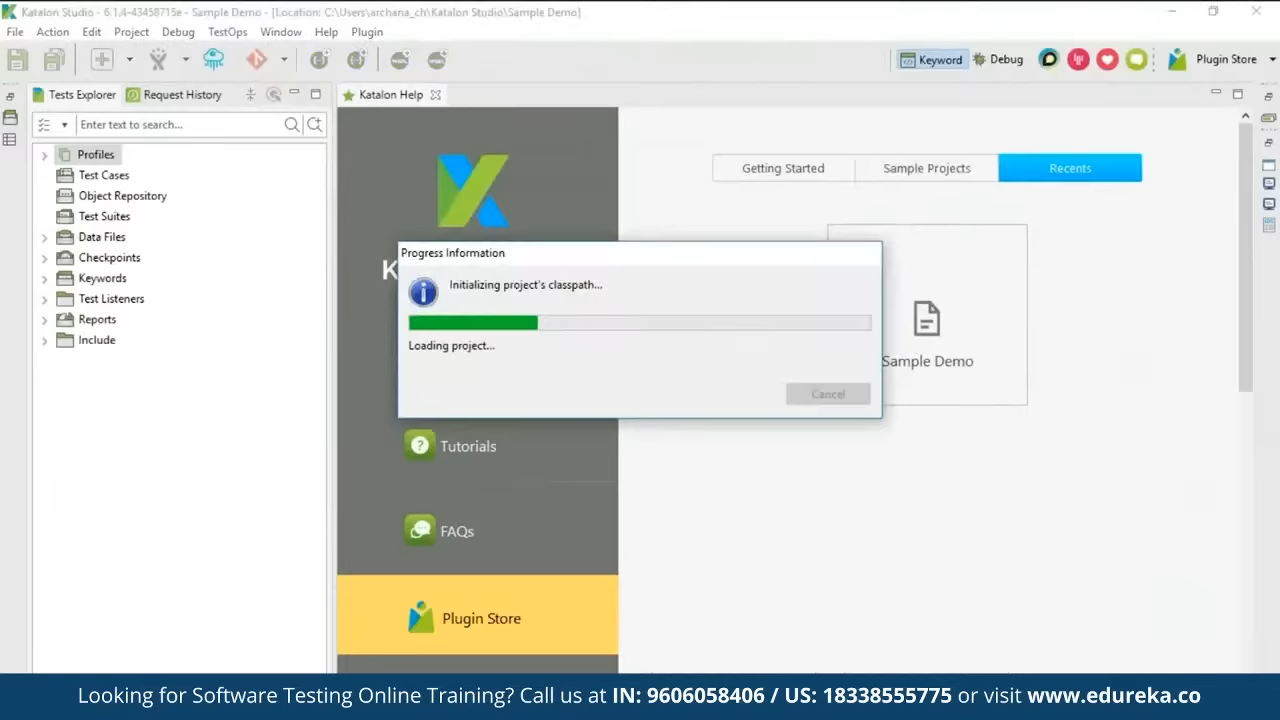 Katalon Studio - 6.1.4-43458715e - Sample Demo - [Location: C:\Users\archana_ch\Katalon Studio\Sample Demo]
File Action Edit Project Debug TestOps Window Help Plugin
Keyword Debug Plugin Store
Tests Explorer Request History
Katalon Help
Enter text to search...
Profiles
Test Cases
Object Repository
Test Suites
Data Files
Checkpoints
Keywords
Test Listeners
Reports
Include
Getting Started Sample Projects Recents
K
Progress Information
Initializing project's classpath...
Loading project...
Cancel
Sample Demo
Tutorials
FAQs
Plugin Store
Looking for Software Testing Online Training? Call us at IN: 9606058406 / US: 18338555775 or visit www.edureka.co